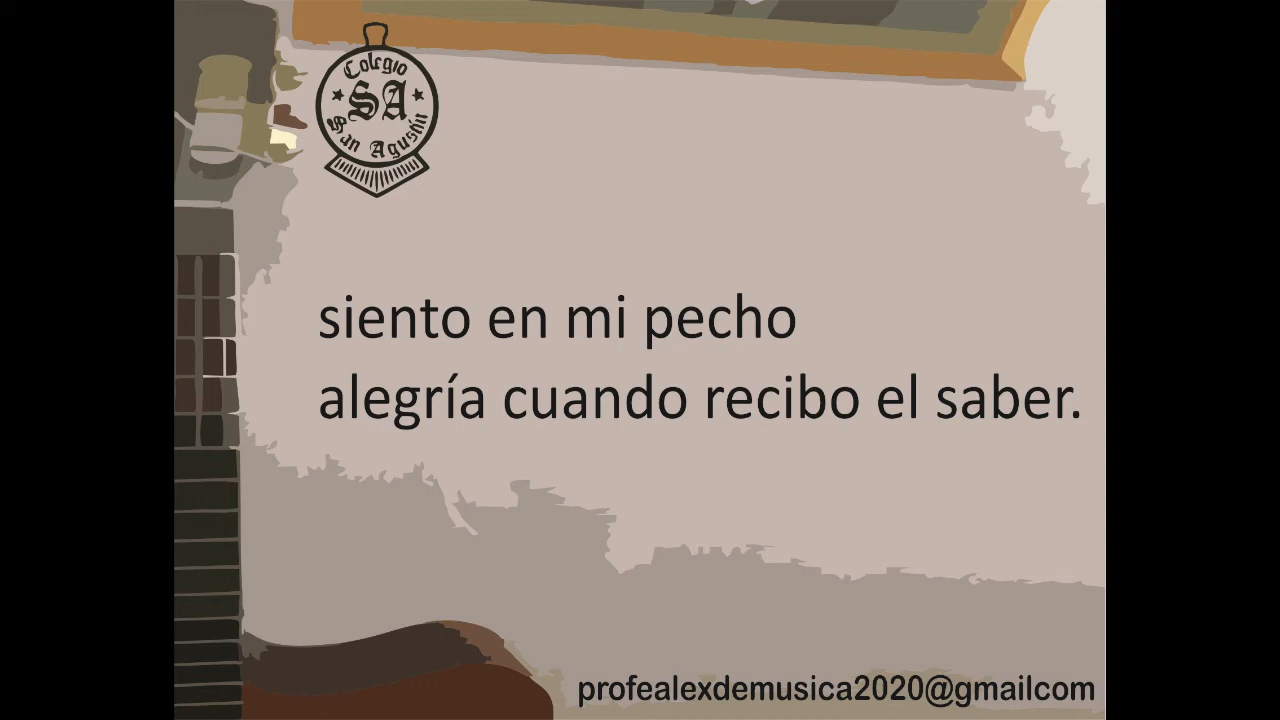 Colegio
SA
San Agustín
siento en mi pecho
alegría cuando recibo el saber.
profealexdemusica2020@gmailcom